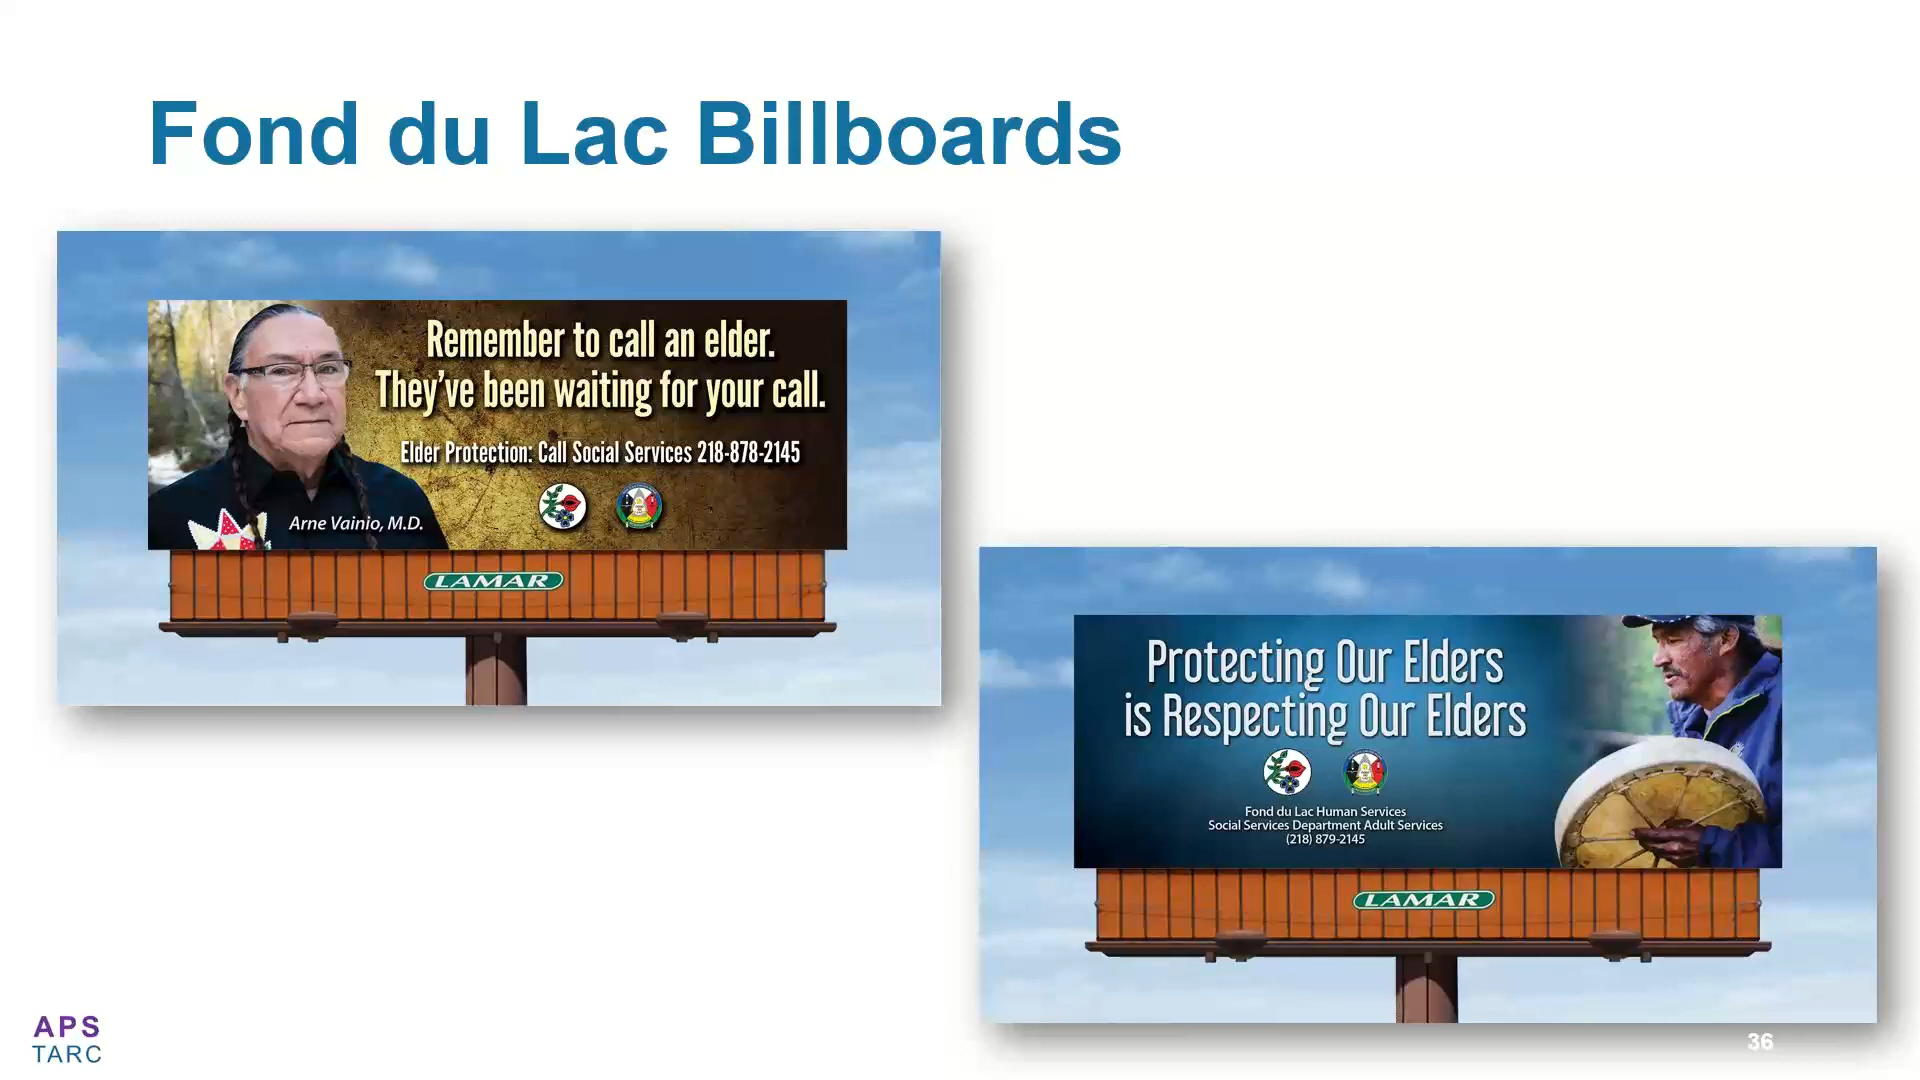 Fond du Lac Billboards
Remember to call an elder.
They've been waiting for your call.
Elder Protection: Call Social Services 218-878-2145
Arne Vainio, M.D.
LAMAR
Protecting Our Elders
is Respecting Our Elders
Fond du Lac Human Services
Social Services Department Adult Services
(218) 879-2145
LAMAR
APS
TARC
36